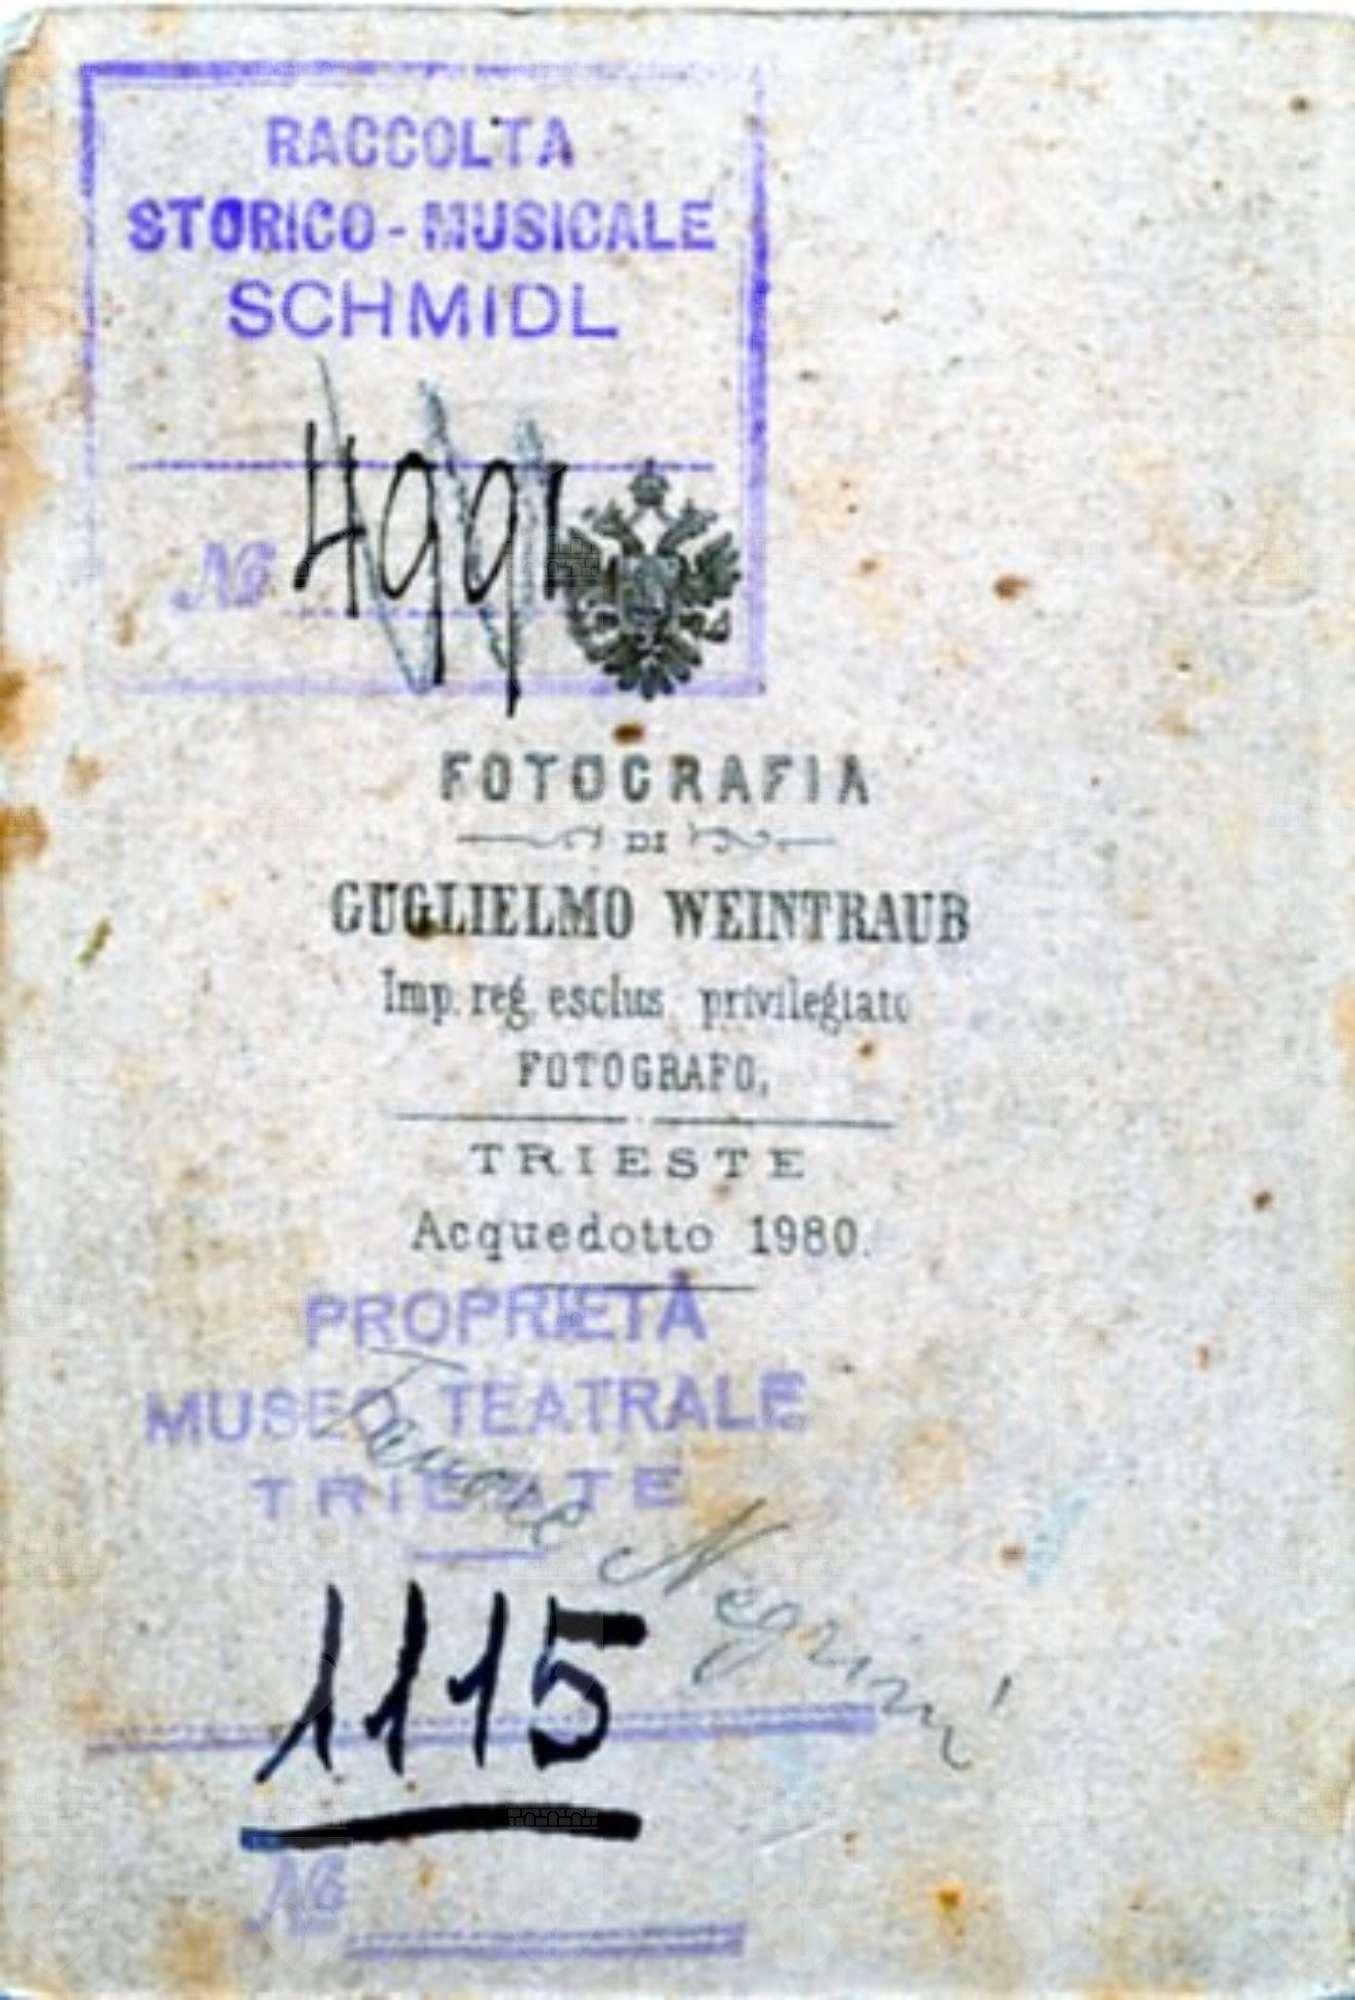 RACCOLTA
STORICO - MUSICALE
SCHMIDL
No 4991
FOTOGRAFIA
DI
GUGLIELMO WEINTRAUB
Imp. reg. esclus. privilegiato
FOTOGRAFO,
TRIESTE
Acquedotto 1980.
PROPRIETÀ
MUSEO TEATRALE
TRIESTE
Tenore Negrini
1115
No